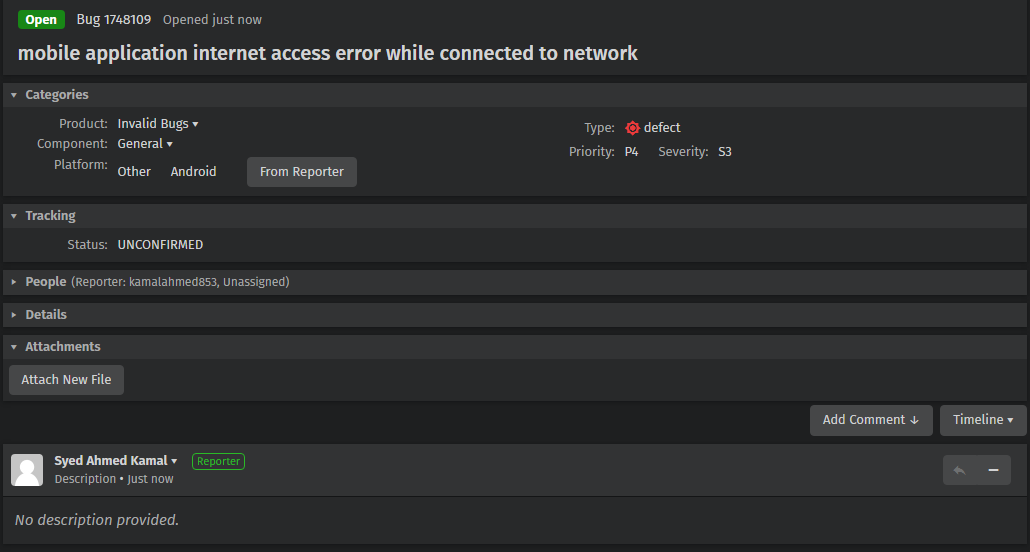 Open Bug 1748109 Opened just now
mobile application internet access error while connected to network
Categories
Product: Invalid Bugs
Component: General
Platform: Other Android From Reporter
Type: defect
Priority: P4 Severity: S3
Tracking
Status: UNCONFIRMED
People (Reporter: kamalahmed853, Unassigned)
Details
Attachments
Attach New File
Add Comment ↓ Timeline
Syed Ahmed Kamal Reporter
Description • Just now
No description provided.